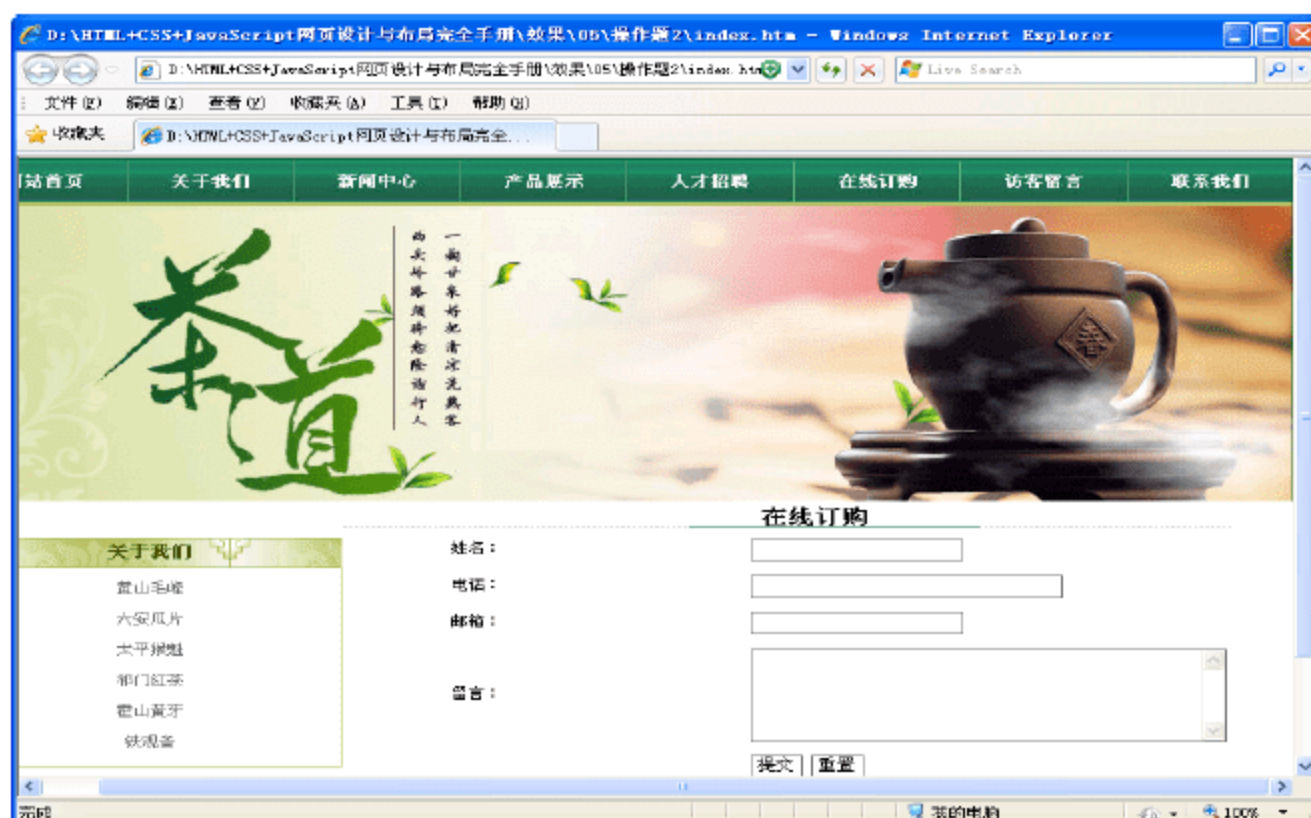 D:\HTML+CSS+JavaScript网页设计与布局完全手册\效果\05\操作题2\index.htm - Windows Internet Explorer
D:\HTML+CSS+JavaScript网页设计与布局完全手册\效果\05\操作题2\index.htm Live Search
文件(F) 编辑(E) 查看(V) 收藏夹(A) 工具(T) 帮助(H)
收藏夹 D:\HTML+CSS+JavaScript网页设计与布局完全...
站首页 关于我们 新闻中心 产品展示 人才招聘 在线订购 访客留言 联系我们
茶道
春
在线订购
关于我们
姓名：
黄山毛峰
电话：
六安瓜片
邮箱：
太平猴魁
祁门红茶
留言：
霍山黄牙
铁观音
提交 重置
完成 我的电脑 100%